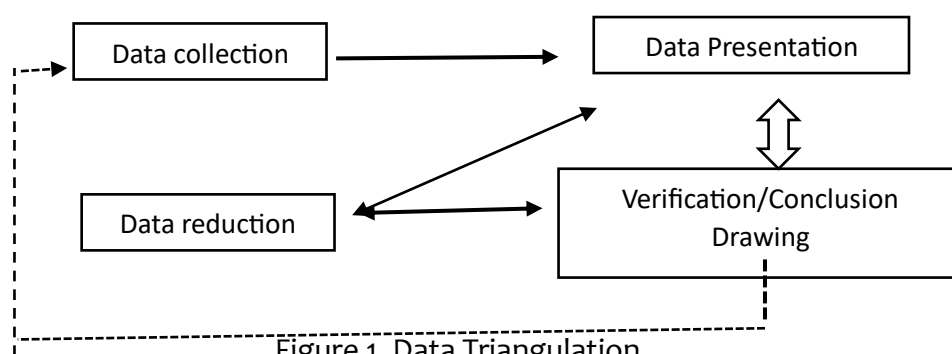 Data collection
Data Presentation
Data reduction
Verification/Conclusion
Drawing
Figure 1. Data Triangulation